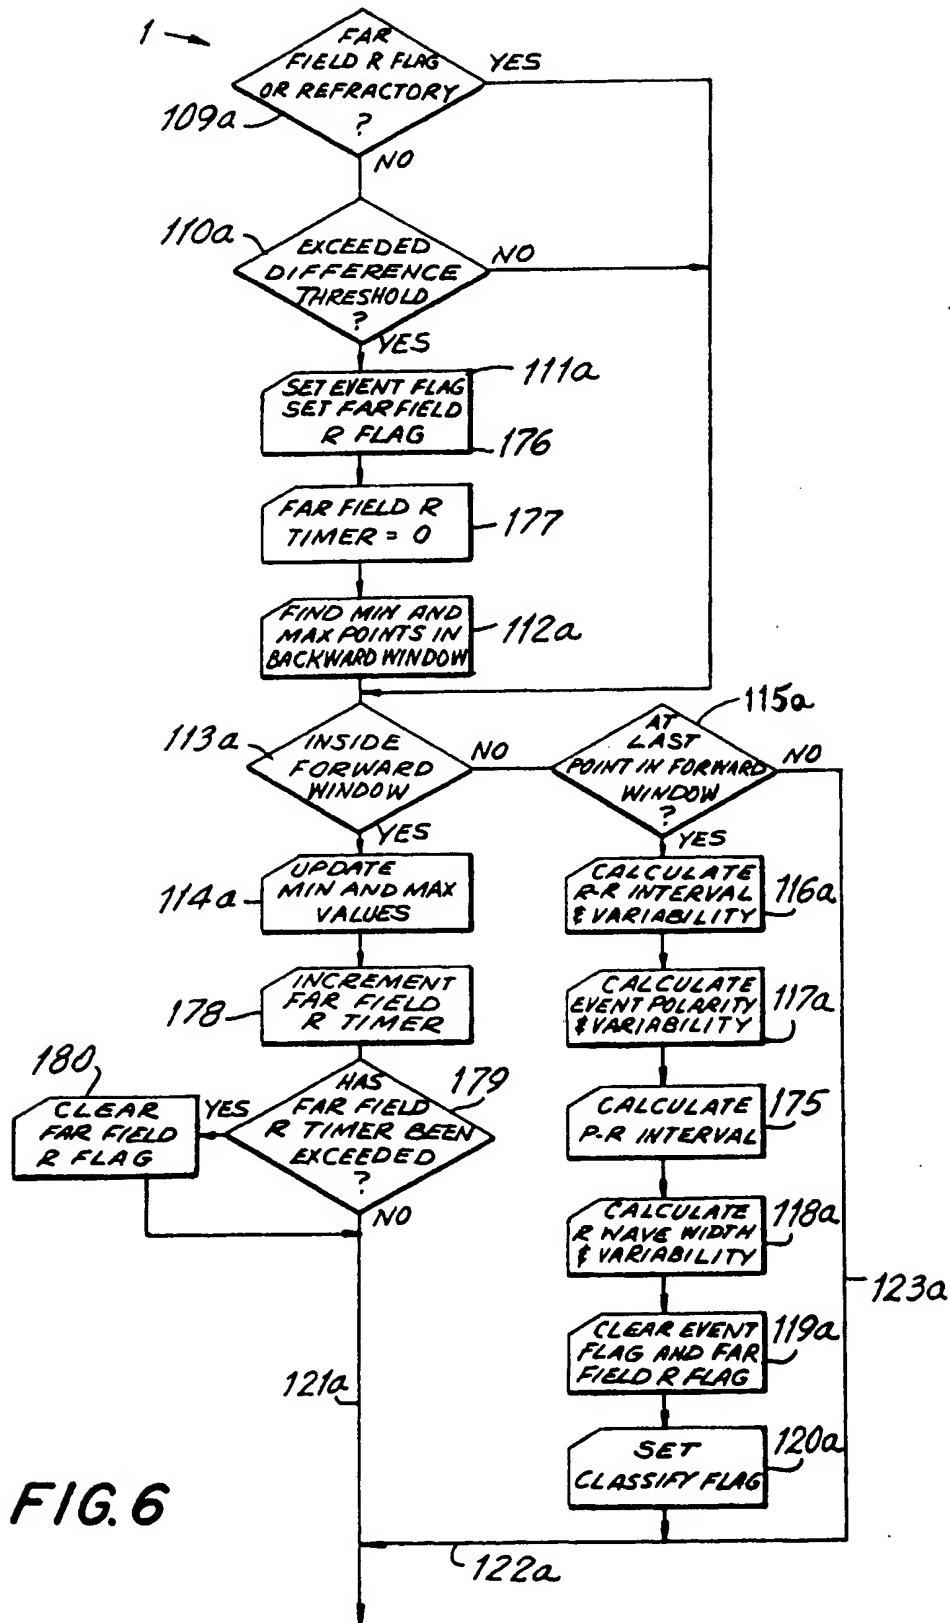 1
FAR
FIELD R FLAG
OR REFRACTORY
?
YES
109a
NO
110a
EXCEEDED
DIFFERENCE
THRESHOLD
?
NO
YES
111a
SET EVENT FLAG
SET FAR FIELD
R FLAG
176
FAR FIELD R
TIMER = 0
177
FIND MIN AND
MAX POINTS IN
BACKWARD WINDOW
112a
115a
113a
INSIDE
FORWARD
WINDOW
NO
AT
LAST
POINT IN FORWARD
WINDOW
?
NO
YES
YES
114a
UPDATE
MIN AND MAX
VALUES
CALCULATE
R-R INTERVAL
& VARIABILITY
116a
178
INCREMENT
FAR FIELD
R TIMER
CALCULATE
EVENT POLARITY
& VARIABILITY
117a
180
CLEAR
FAR FIELD
R FLAG
YES
HAS
FAR FIELD
R TIMER BEEN
EXCEEDED
?
179
NO
CALCULATE
P-R INTERVAL
175
CALCULATE
R WAVE WIDTH
& VARIABILITY
118a
123a
CLEAR EVENT
FLAG AND FAR
FIELD R FLAG
119a
121a
SET
CLASSIFY FLAG
120a
FIG. 6
122a